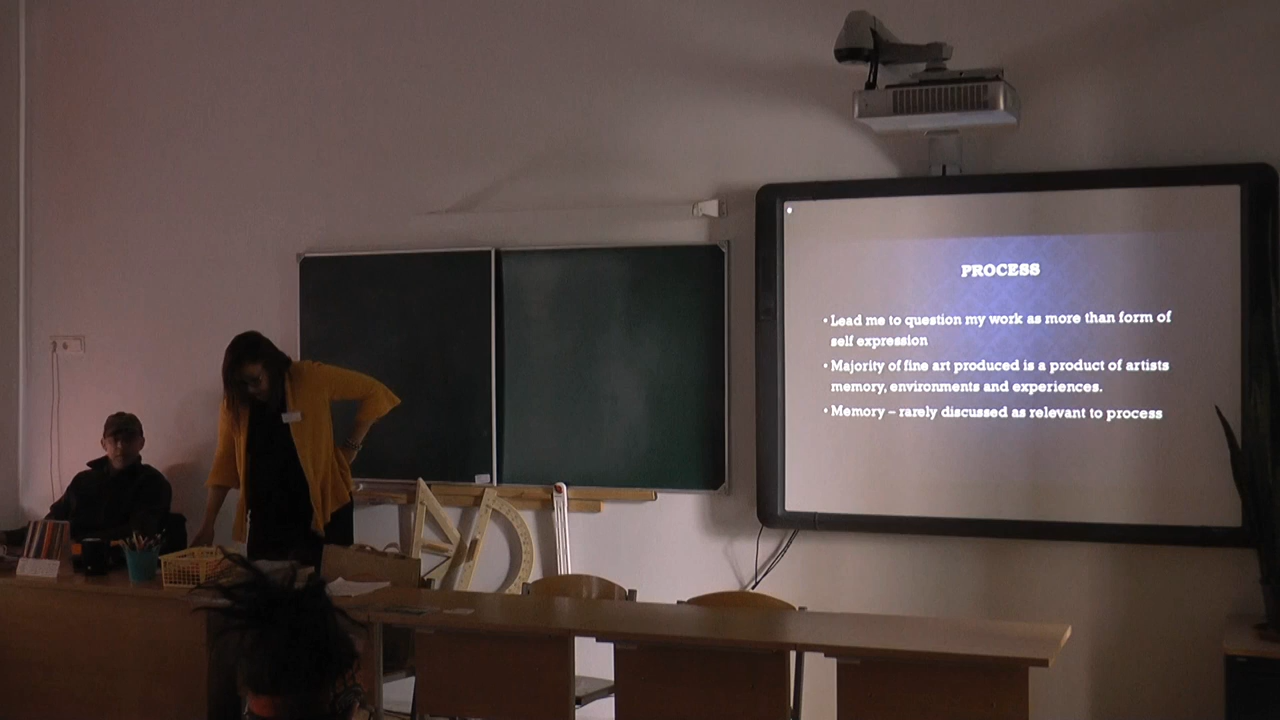 PROCESS
• Lead me to question my work as more than form of
self expression
• Majority of fine art produced is a product of artists
memory, environments and experiences.
• Memory – rarely discussed as relevant to process